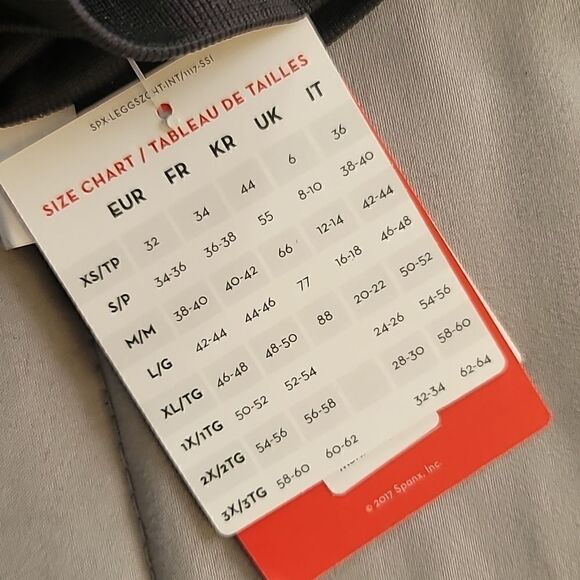 SPX-LEGGSZCHT-INT/1117-SSI
SIZE CHART / TABLEAU DE TAILLES
EUR FR KR UK IT
XS/TP 32 34 44 6 36
S/P 34-36 36-38 55 8-10 38-40
M/M 38-40 40-42 66 12-14 42-44
L/G 42-44 44-46 77 16-18 46-48
XL/TG 46-48 48-50 88 20-22 50-52
1X/1TG 50-52 52-54 24-26 54-56
2X/2TG 54-56 56-58 28-30 58-60
3X/3TG 58-60 60-62 32-34 62-64
© 2017 Spanx, Inc.